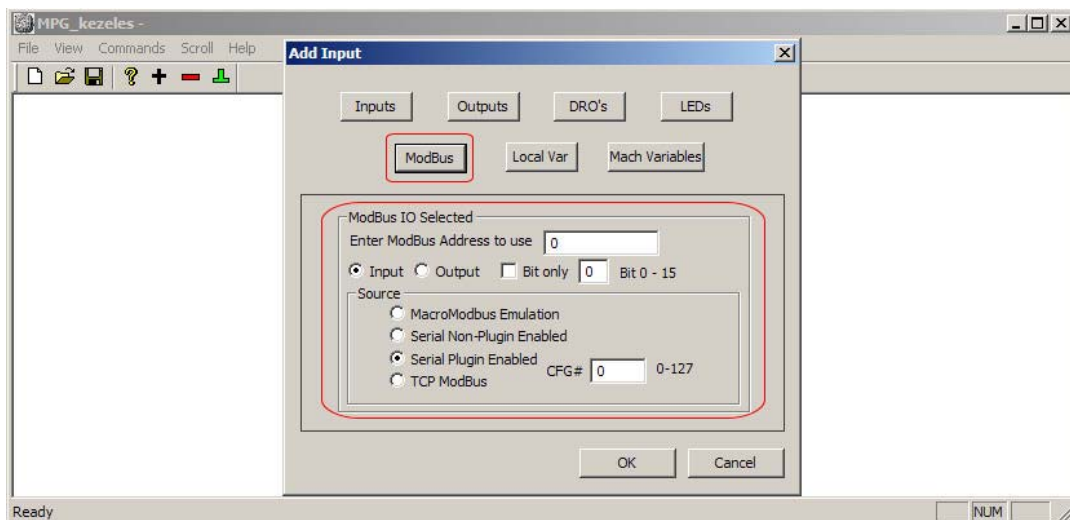 MPG_kezeles -
File View Commands Scroll Help
Add Input
Inputs Outputs DRO's LEDs
ModBus Local Var Mach Variables
ModBus IO Selected
Enter ModBus Address to use 0
Input Output Bit only 0 Bit 0 - 15
Source
MacroModbus Emulation
Serial Non-Plugin Enabled
Serial Plugin Enabled CFG# 0 0-127
TCP ModBus
OK Cancel
Ready NUM